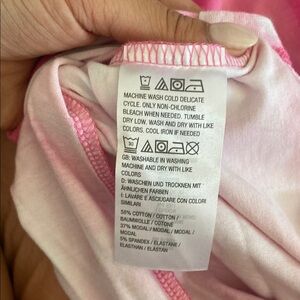 MACHINE WASH COLD DELICATE
CYCLE. ONLY NON-CHLORINE
BLEACH WHEN NEEDED. TUMBLE
DRY LOW. WASH AND DRY WITH LIKE
COLORS. COOL IRON IF NEEDED
30
GB: WASHABLE IN WASHING
MACHINE AND DRY WITH LIKE
COLORS
D: WASCHEN UND TROCKNEN MIT
ÄHNLICHEN FARBEN
I: LAVARE E ASCIUGARE CON COLORI
SIMILARI
58% COTTON / COTTON /
BAUMWOLLE / COTONE
37% MODAL / MODAL / MODAL
5% SPANDEX / ELASTANE /
ELASTHAN / ELASTAN